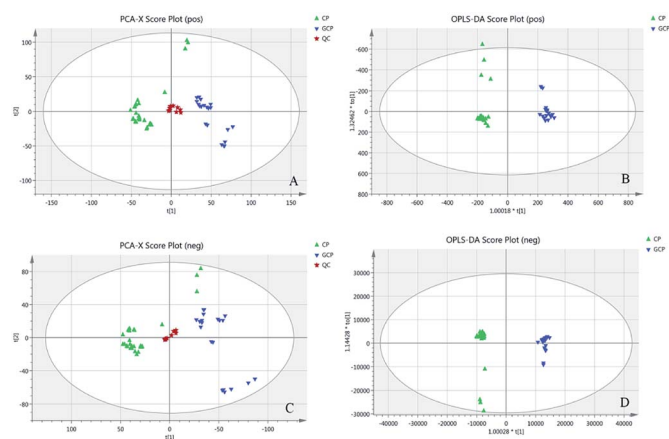 PCA-X Score Plot (pos)
CP
GCP
QC
100
50
0
-50
-100
t[2]
-150
-100
-50
0
50
100
150
t[1]
A
OPLS-DA Score Plot (pos)
CP
GCP
-600
-400
-200
0
200
400
600
800
1.32462 * to[1]
-800
-600
-400
-200
0
200
400
600
800
1.00018 * t[1]
B
PCA-X Score Plot (neg)
CP
GCP
QC
80
40
0
-40
-80
t[2]
100
50
0
-50
-100
t[1]
C
OPLS-DA Score Plot (neg)
CP
GCP
30000
20000
10000
0
-10000
-20000
-30000
1.14428 * to[1]
-40000
-30000
-20000
-10000
0
10000
20000
30000
40000
1.00028 * t[1]
D